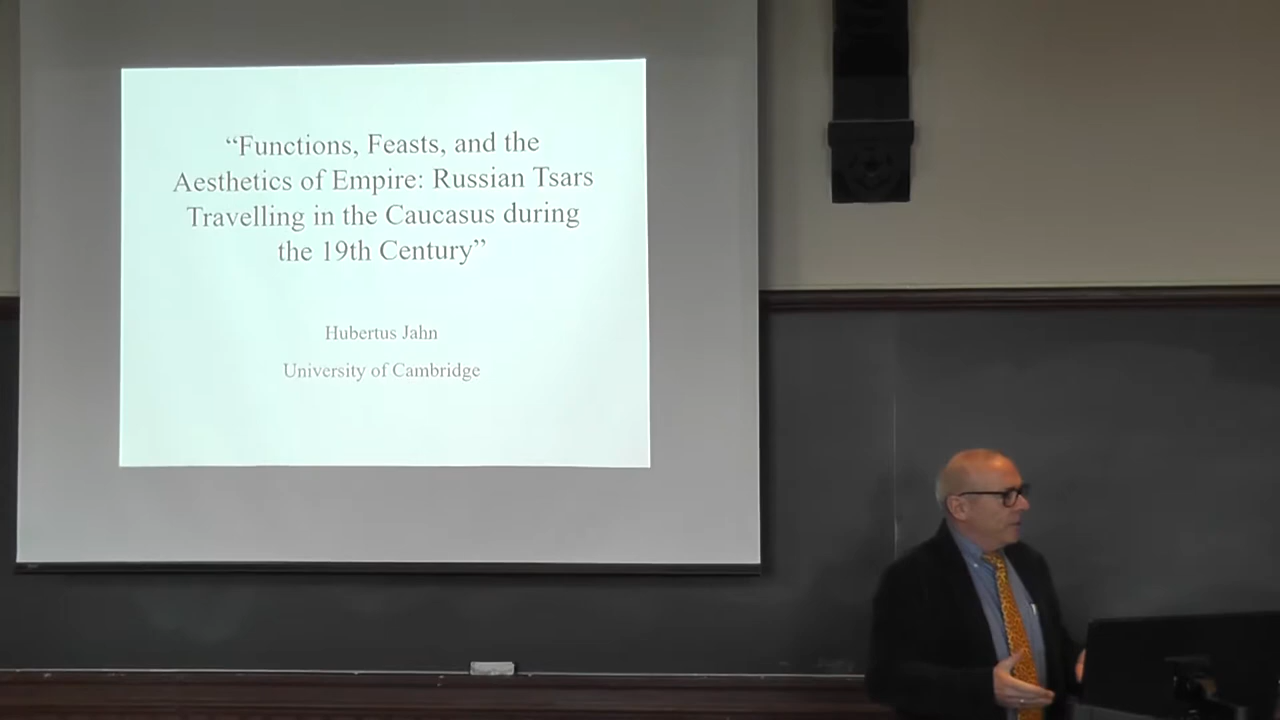 “Functions, Feasts, and the
Aesthetics of Empire: Russian Tsars
Travelling in the Caucasus during
the 19th Century”
Hubertus Jahn
University of Cambridge